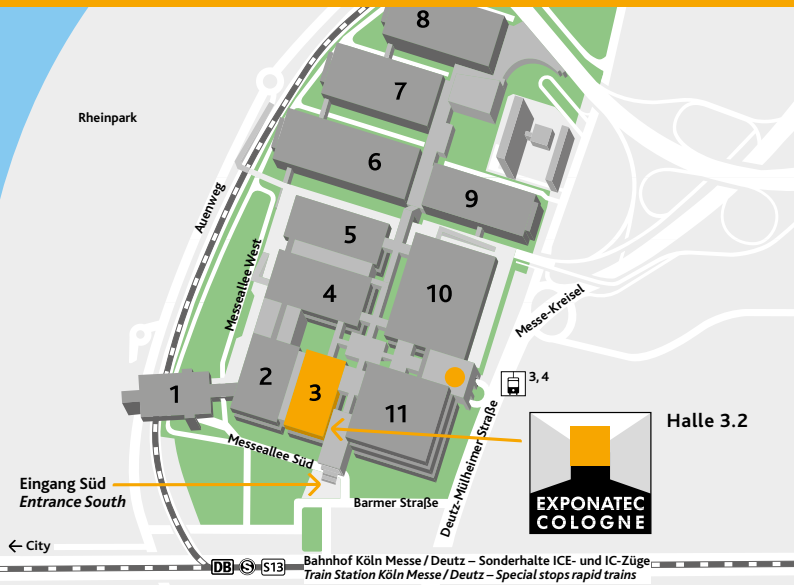 8
7
Rheinpark
6
9
Auenweg
5
Messeallee West
4
10
Messe-Kreisel
3, 4
1
2
3
11
Halle 3.2
Messeallee Süd
Deutz-Mülheimer Straße
Eingang Süd
Entrance South
Barmer Straße
EXPONATEC
COLOGNE
← City
DB S S13 Bahnhof Köln Messe / Deutz – Sonderhalte ICE- und IC-Züge
Train Station Köln Messe / Deutz – Special stops rapid trains